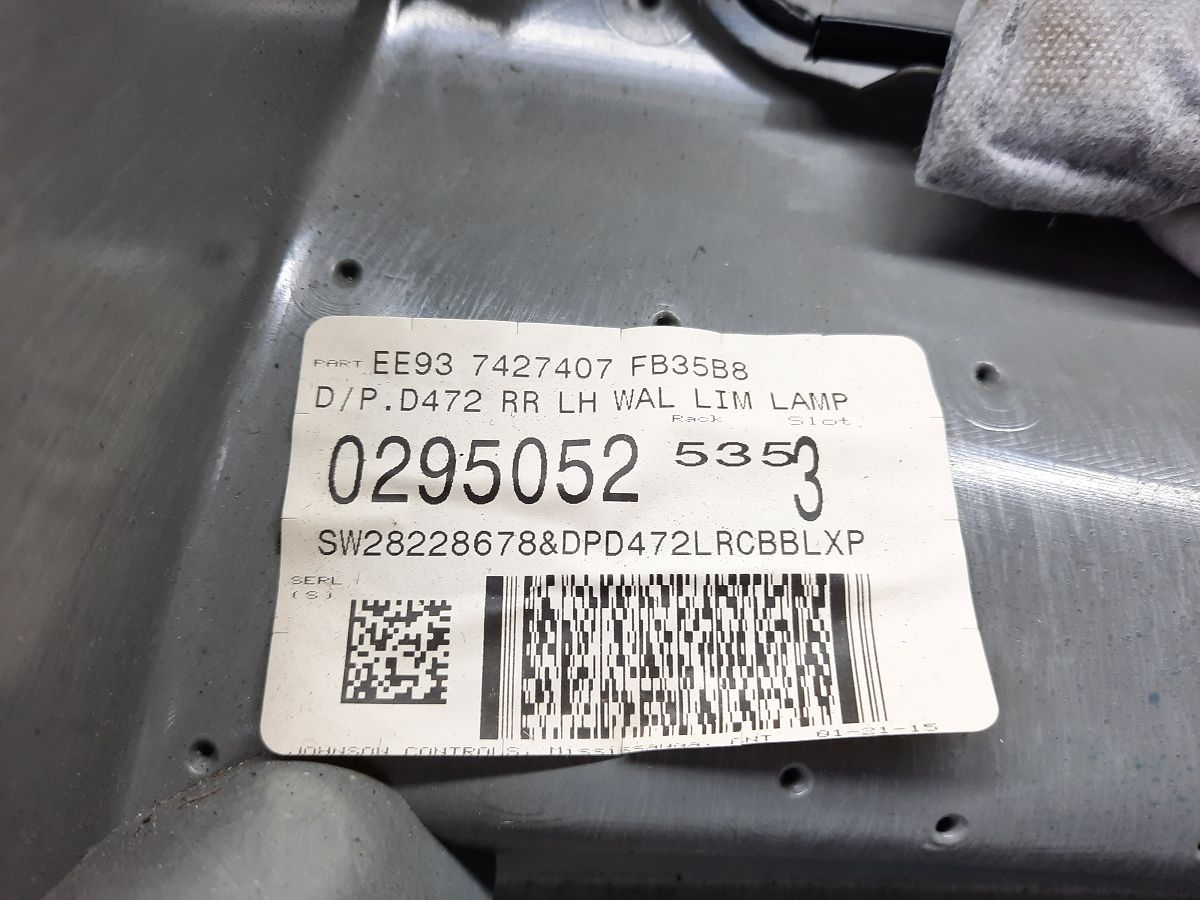 PART EE93 7427407 FB35B8
D/P.D472 RR LH WAL LIM LAMP
Rack Slot
0295052 535 3
SW28228678&DPD472LRCBBLXP
SERL
(S)
JOHNSON CONTROLS, Mississauga, ONT 01-21-15